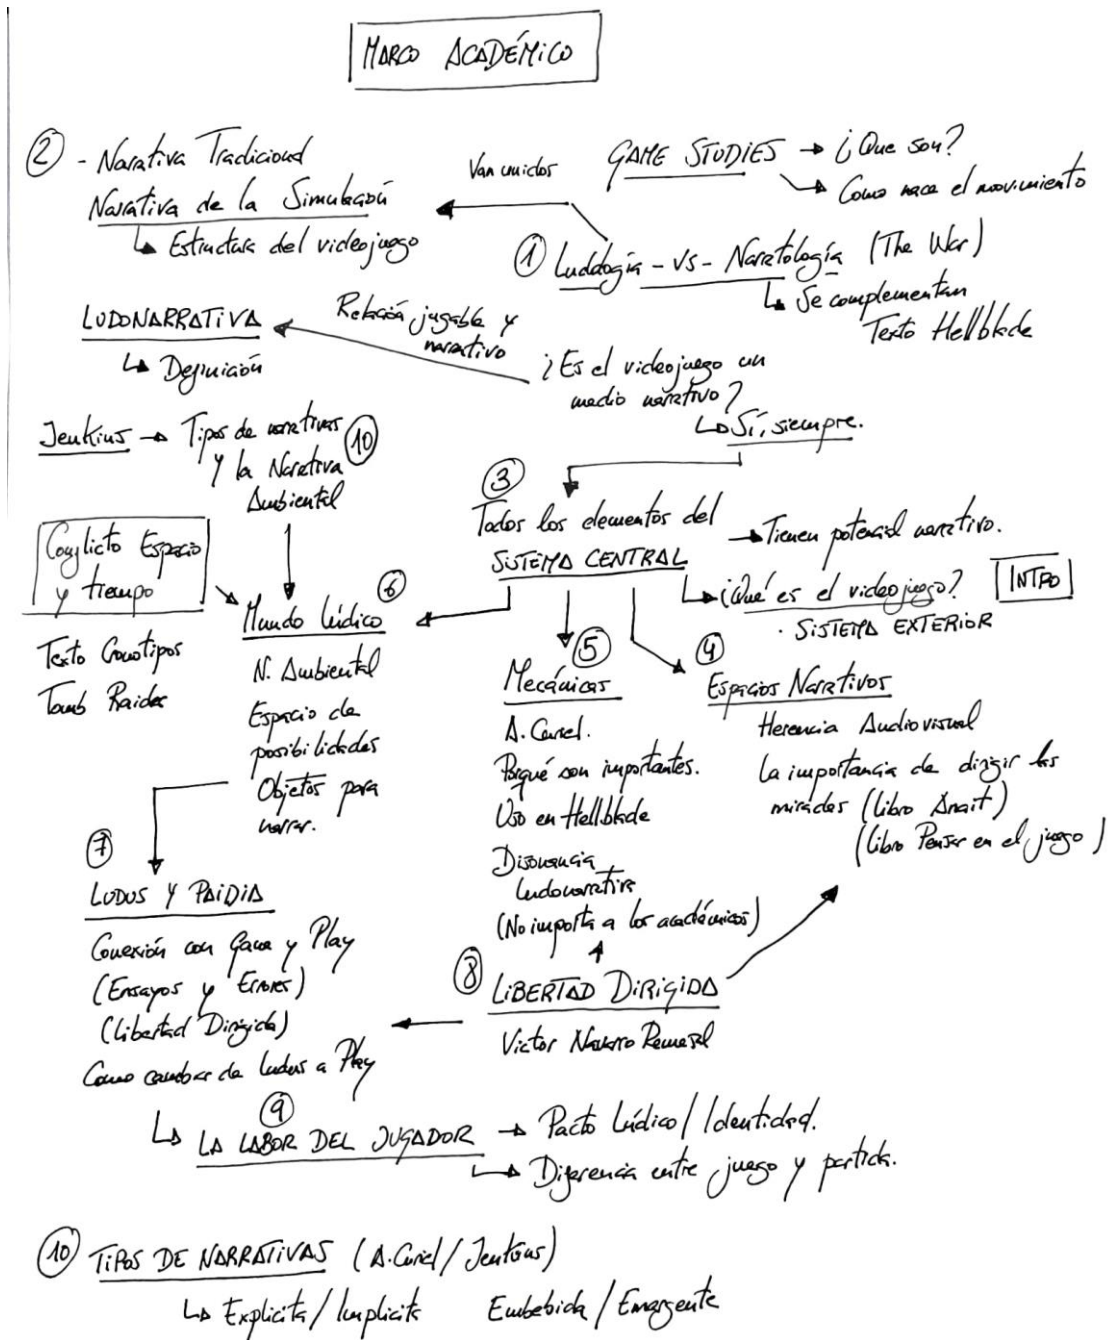 MARCO ACADÉMICO
② - Narrativa Tradicional
Narrativa de la Simulación
↳ Estructura del videojuego
Van unidos
GAME STUDIES → ¿Que son?
→ Como nace el movimiento
① Ludología - VS - Narratología (The War)
↳ Se complementan
Texto Hellblade
LUDONARRATIVA
↳ Definición
Relación jugable y
narrativo
¿Es el videojuego un
medio narrativo?
↳ Sí, siempre.
Jenkins → Tipos de narrativas ⑩
y la Narrativa
Ambiental
③
Todos los elementos del
SISTEMA CENTRAL
→ Tienen potencial narrativo.
↳ ¿Qué es el videojuego? INTRO
· SISTEMA EXTERIOR
Conflicto Espacio
y tiempo
Texto Cronotipos
Tomb Raider
Mundo lúdico ⑥
N. Ambiental
Espacio de
posibilidades
Objetos para
narrar.
⑤
Mecánicas
A. Curiel.
Porqué son importantes.
Uso en Hellblade
Disonancia
Ludonarrativa
(No importa a los académicos)
④
Espacios Narrativos
Herencia Audiovisual
La importancia de dirigir las
miradas (Libro Anait)
(Libro Pensar en el juego)
⑦
LUDUS Y PAIDIA
Conexión con Game y Play
(Ensayos y Errores)
(Libertad Dirigida)
Como cambiar de Ludus a Play
⑧ LIBERTAD DIRIGIDA
Victor Navarro Remesal
⑨
↳ LA LABOR DEL JUGADOR → Pacto Lúdico / Identidad.
↳ Diferencia entre juego y partida.
⑩ TIPOS DE NARRATIVAS (A. Curiel / Jenkins)
↳ Explícita / Implícita Embebida / Emergente